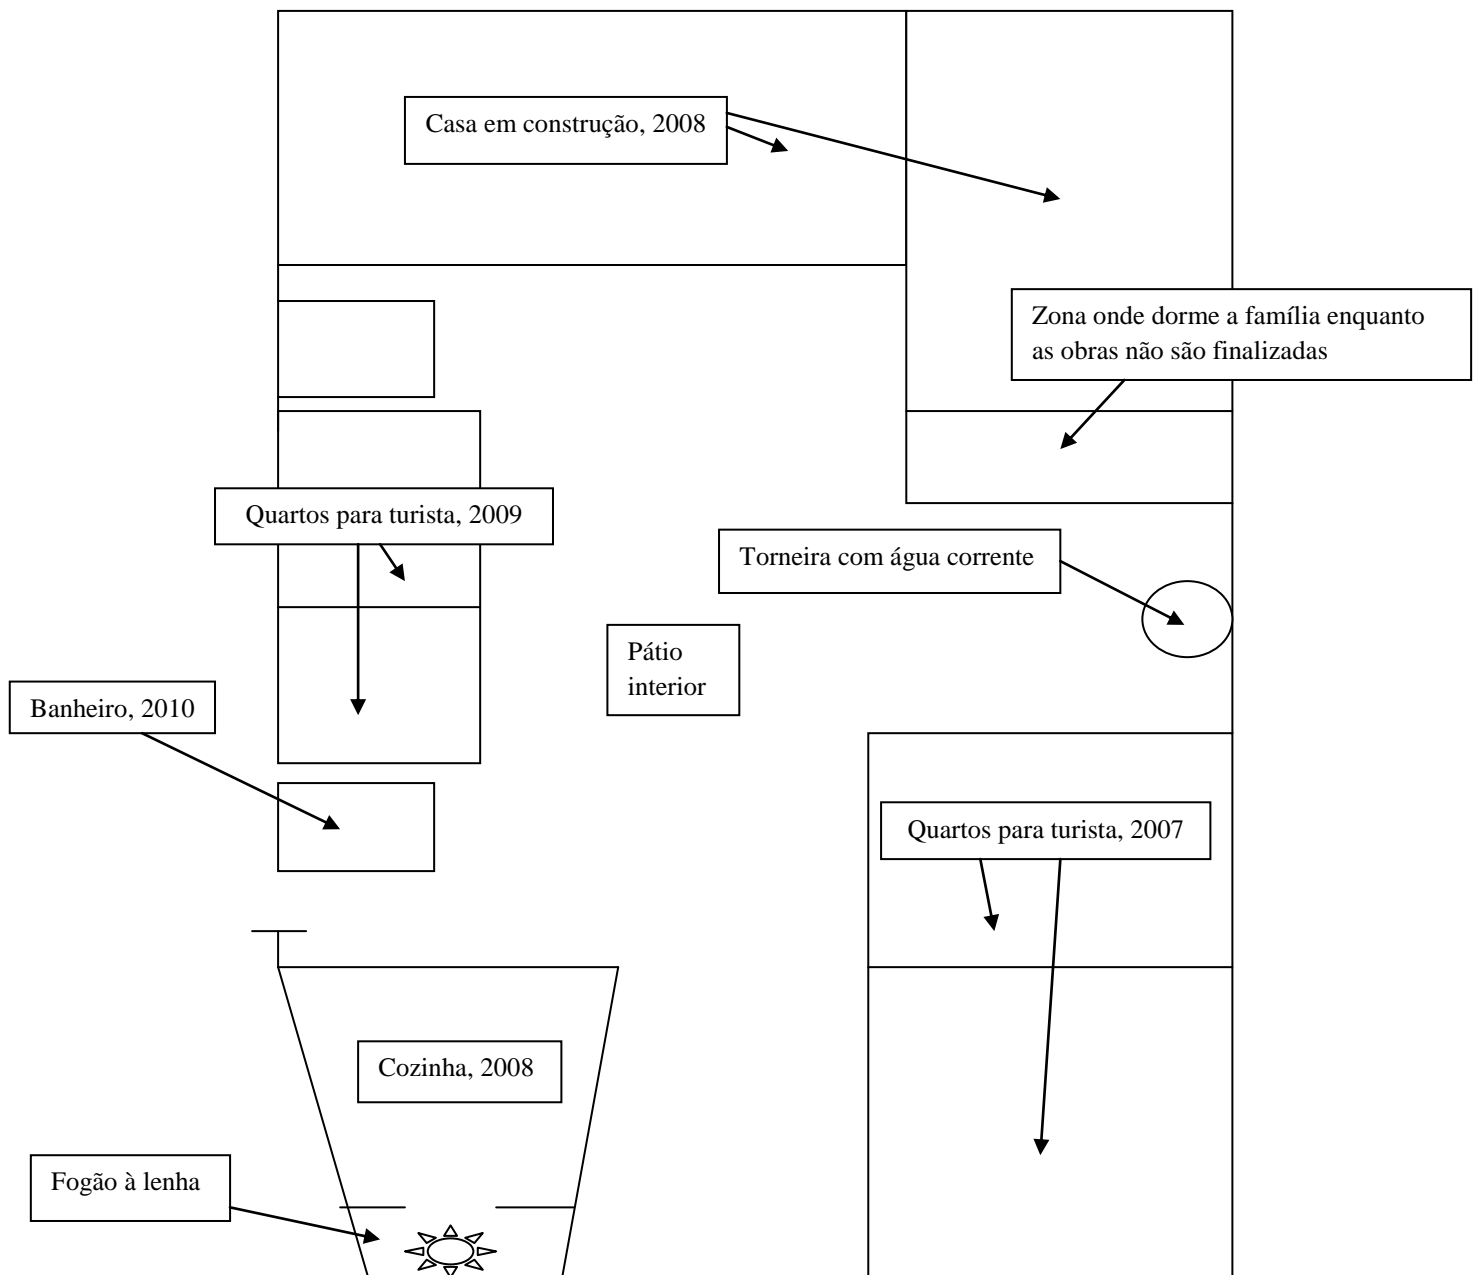 Casa em construção, 2008
Zona onde dorme a família enquanto
as obras não são finalizadas
Quartos para turista, 2009
Torneira com água corrente
Pátio
interior
Banheiro, 2010
Quartos para turista, 2007
Cozinha, 2008
Fogão à lenha